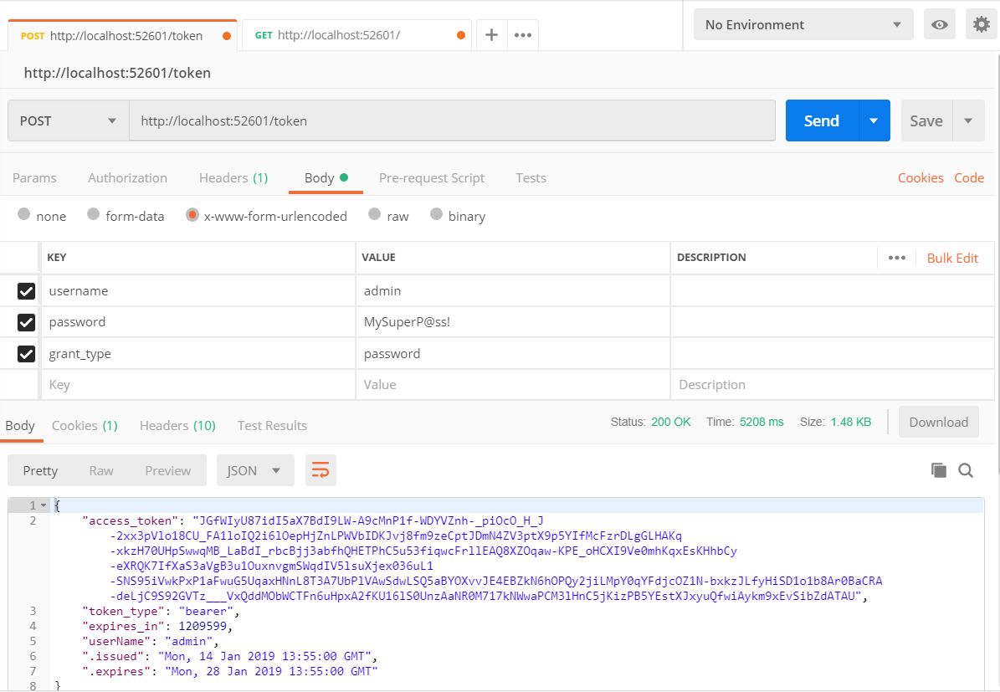 POST http://localhost:52601/token
GET http://localhost:52601/
No Environment
http://localhost:52601/token
POST
http://localhost:52601/token
Send
Save
Params Authorization Headers (1) Body Pre-request Script Tests Cookies Code
none form-data x-www-form-urlencoded raw binary
KEY VALUE DESCRIPTION Bulk Edit
username admin
password MySuperP@ss!
grant_type password
Key Value Description
Body Cookies (1) Headers (10) Test Results Status: 200 OK Time: 5208 ms Size: 1.48 KB Download
Pretty Raw Preview JSON
1 {
2 "access_token": "JGfWIyU87idI5aX7BdI9LW-A9cMnP1f-WDYVZnh-_piOcO_H_J
-2xx3pVlo18CU_FA1loIQ2i6lOepHjZnLPWVbIDKJvj8fm9zeCptJDmN4ZV3ptX9p5YIfMcFzrDLgGLHAKq
-xkzH70UHpSwwqMB_LaBdI_rbcBjj3abfhQHETPhC5u53fiqwcFrllEAQ8XZOqaw-KPE_oHCXI9Ve0mhKqxEsKHhbCy
-eXRQK7IfXaS3aVgB3u1OuxnvgmSWqdIV5lsuXjex036uL1
-SNS95iVwkPxP1aFwuG5UqaxHNnL8T3A7UbPlVAwSdwLSQ5aBYOXvvJE4EBZkN6hOPQy2jiLMpY0qYFdjcOZ1N-bxkzJLfyHiSD1o1b8Ar0BaCRA
-deLjC9S92GVTz___VxQddMObWCTFn6uHpxA2fKU16lS0UnzAaNR0M717kNWwaPCM3lHnC5jKizPB5YEstXJxyuQfwiAykm9xEvSibZdATAU",
3 "token_type": "bearer",
4 "expires_in": 1209599,
5 "userName": "admin",
6 ".issued": "Mon, 14 Jan 2019 13:55:00 GMT",
7 ".expires": "Mon, 28 Jan 2019 13:55:00 GMT"
8 }